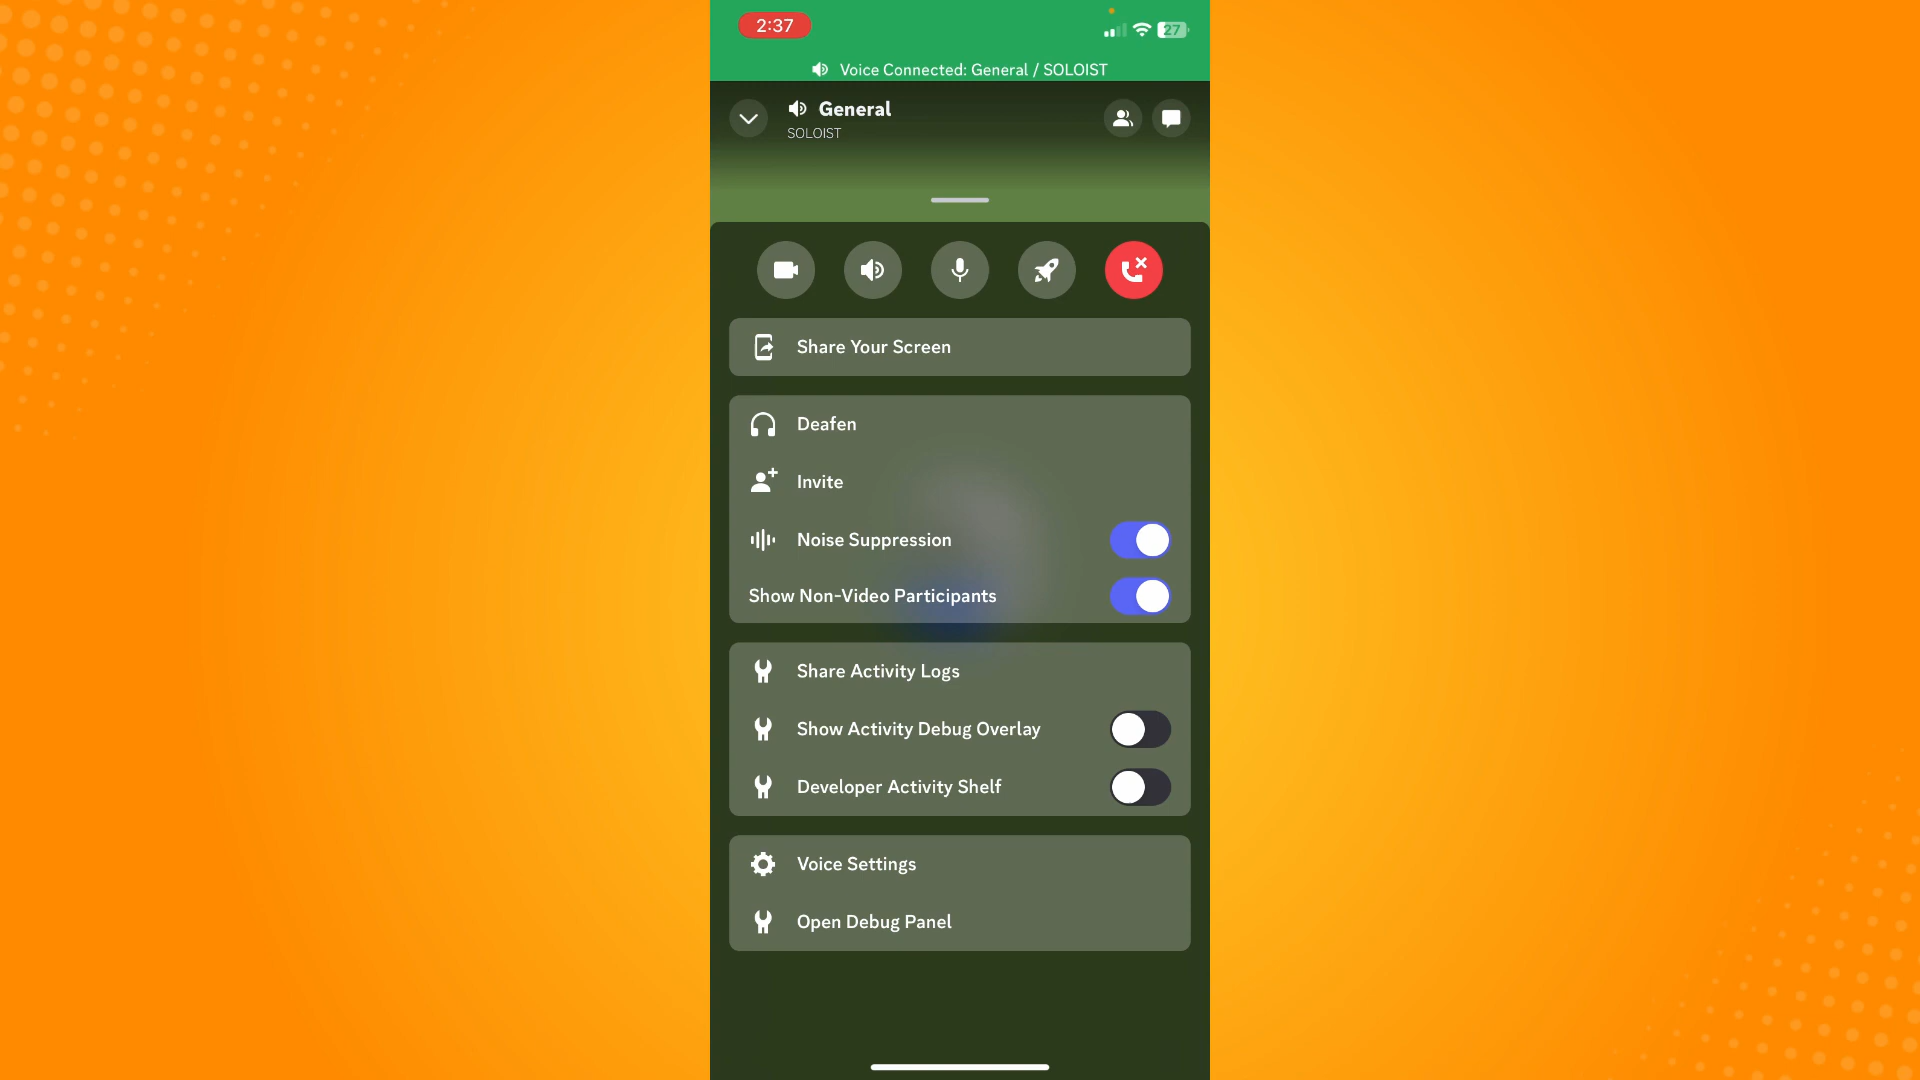 2:37
27
Voice Connected: General / SOLOIST
General
SOLOIST
Share Your Screen
Deafen
Invite
Noise Suppression
Show Non-Video Participants
Share Activity Logs
Show Activity Debug Overlay
Developer Activity Shelf
Voice Settings
Open Debug Panel